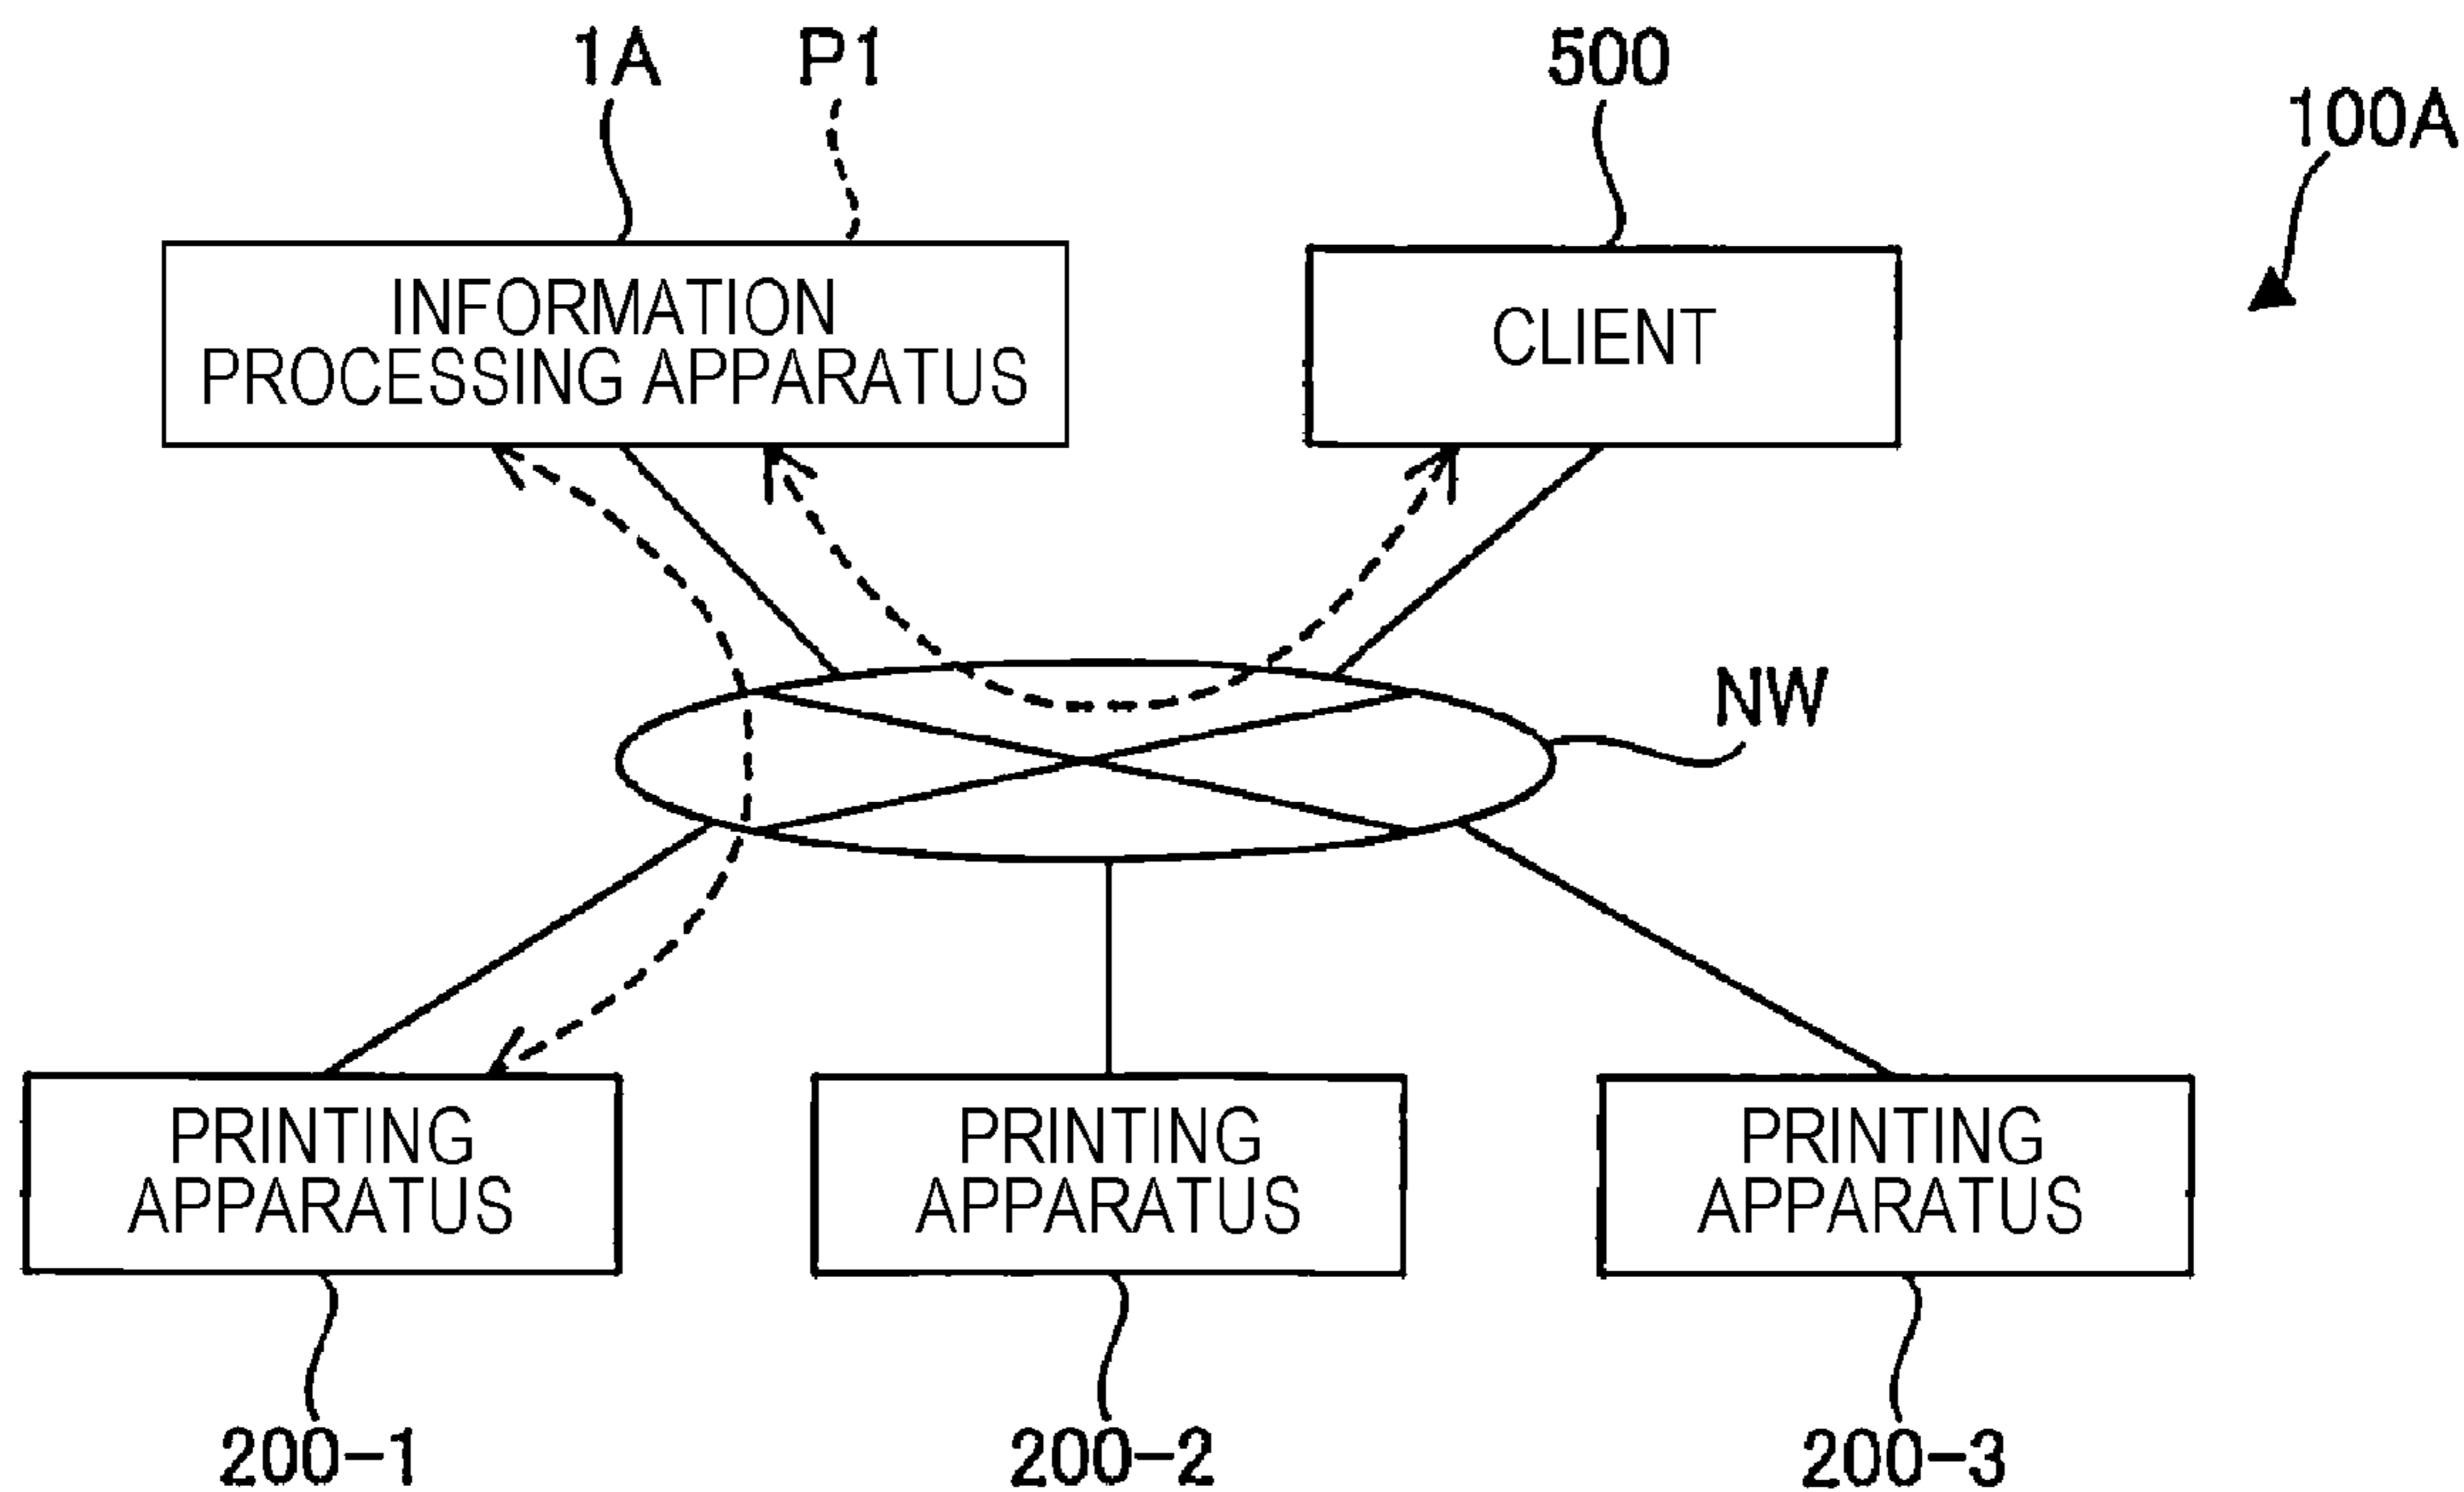 1A
P1
500
100A
INFORMATION
PROCESSING APPARATUS
CLIENT
NW
PRINTING
APPARATUS
PRINTING
APPARATUS
PRINTING
APPARATUS
200-1
200-2
200-3